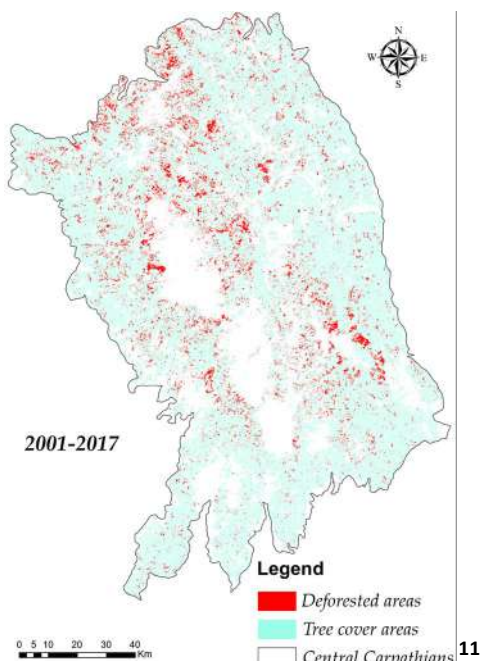 N
W E
S
2001-2017
Legend
Deforested areas
Tree cover areas
Central Carpathians
0 5 10 20 30 40
Km
11